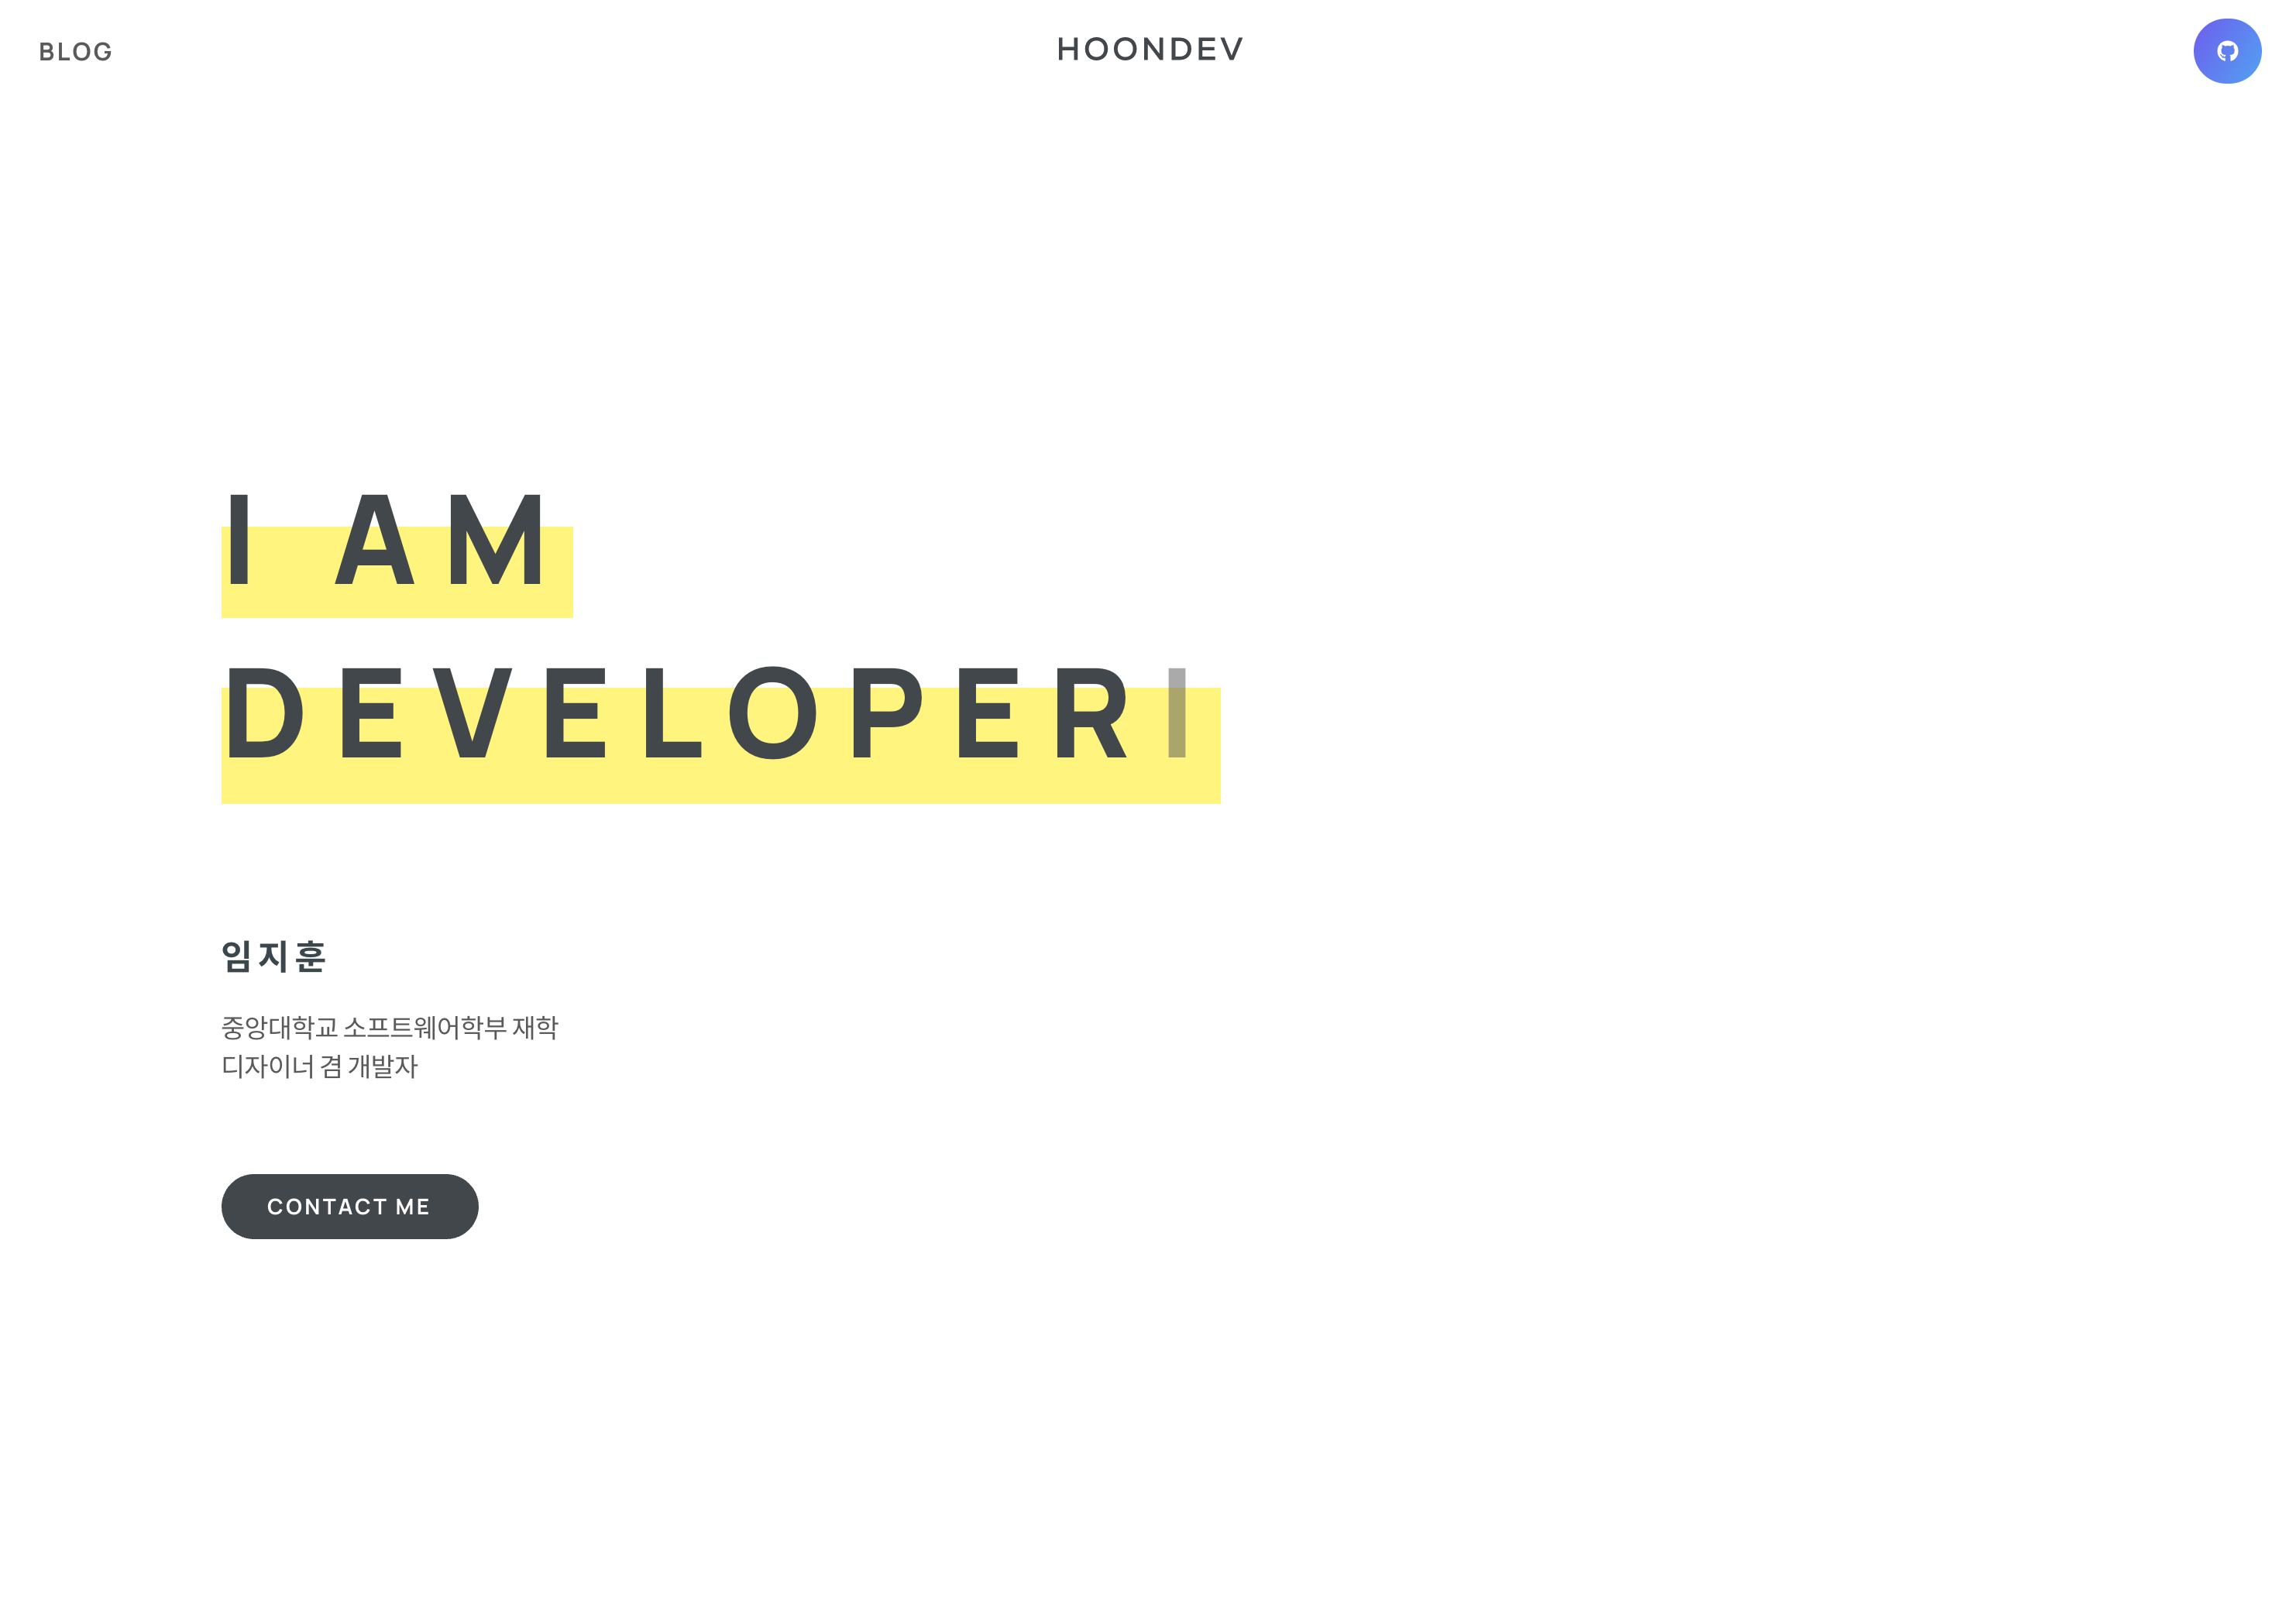 BLOG
HOONDEV
I AM
DEVELOPER
임지훈
중앙대학교 소프트웨어학부 재학
디자이너 겸 개발자
CONTACT ME